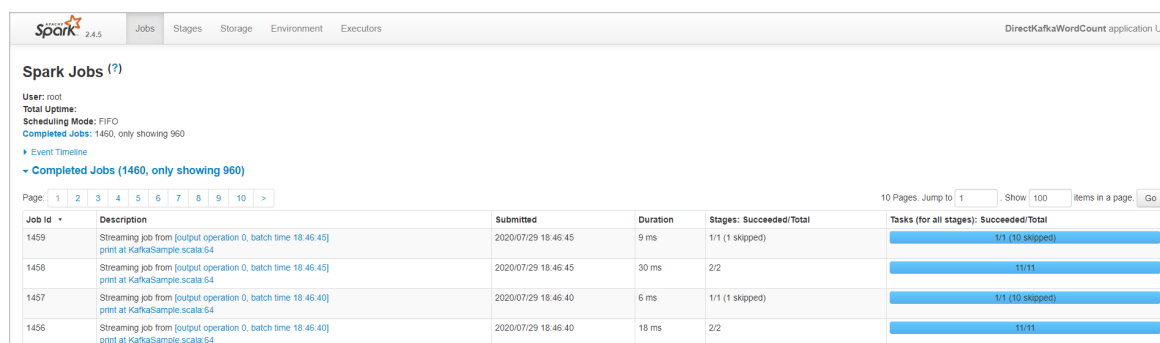 APACHE
Spark 2.4.5 Jobs Stages Storage Environment Executors DirectKafkaWordCount application U
Spark Jobs (?)
User: root
Total Uptime:
Scheduling Mode: FIFO
Completed Jobs: 1460, only showing 960
Event Timeline
Completed Jobs (1460, only showing 960)
Page: 1 2 3 4 5 6 7 8 9 10 > 10 Pages. Jump to 1 . Show 100 items in a page. Go
Job Id Description Submitted Duration Stages: Succeeded/Total Tasks (for all stages): Succeeded/Total
1459 Streaming job from [output operation 0, batch time 18:46:45] 2020/07/29 18:46:45 9 ms 1/1 (1 skipped) 1/1 (10 skipped)
print at KafkaSample.scala:64
1458 Streaming job from [output operation 0, batch time 18:46:45] 2020/07/29 18:46:45 30 ms 2/2 11/11
print at KafkaSample.scala:64
1457 Streaming job from [output operation 0, batch time 18:46:40] 2020/07/29 18:46:40 6 ms 1/1 (1 skipped) 1/1 (10 skipped)
print at KafkaSample.scala:64
1456 Streaming job from [output operation 0, batch time 18:46:40] 2020/07/29 18:46:40 18 ms 2/2 11/11
print at KafkaSample.scala:64